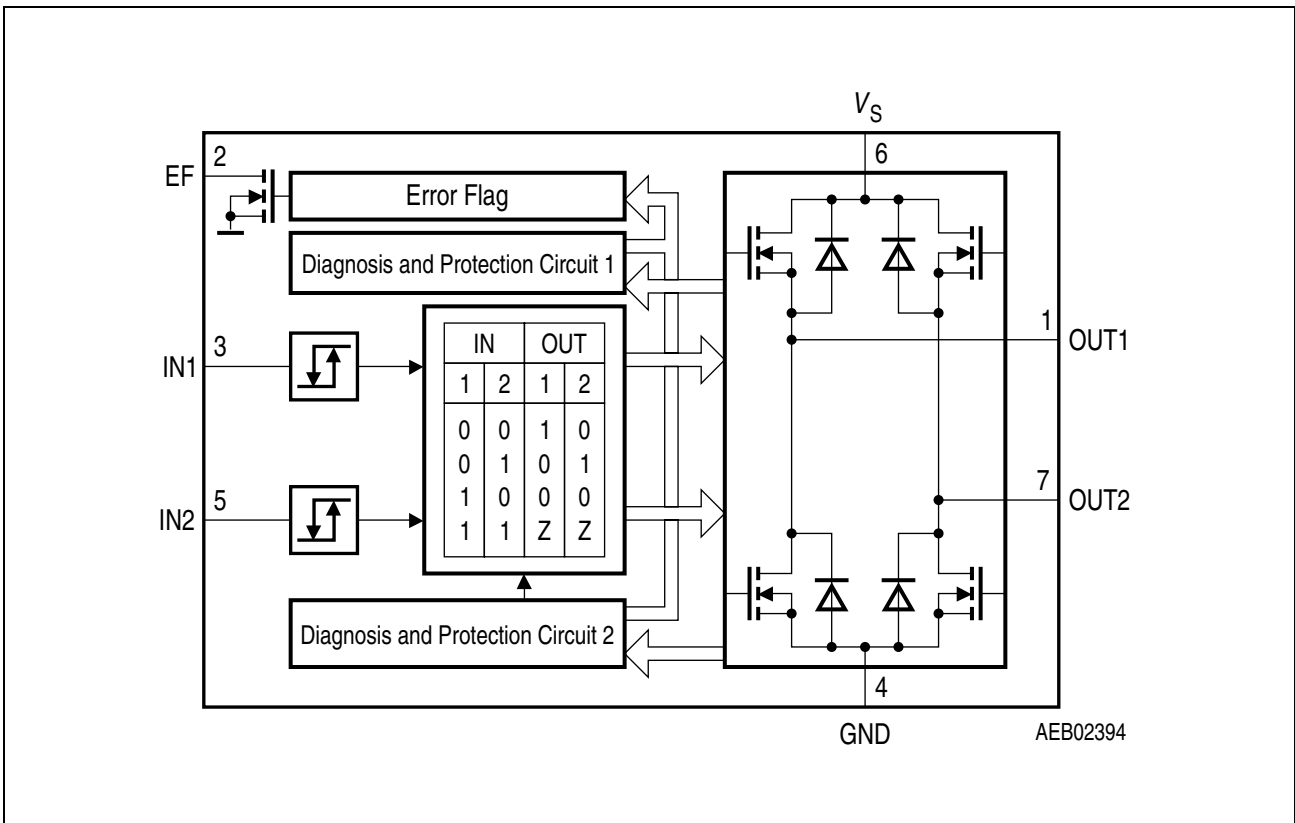 VS
6
2
EF
Error Flag
Diagnosis and Protection Circuit 1
3
IN1
IN OUT
1 2 1 2
0 0 1 0
0 1 0 1
1 0 0 0
1 1 Z Z
1
OUT1
5
IN2
7
OUT2
Diagnosis and Protection Circuit 2
4
GND
AEB02394